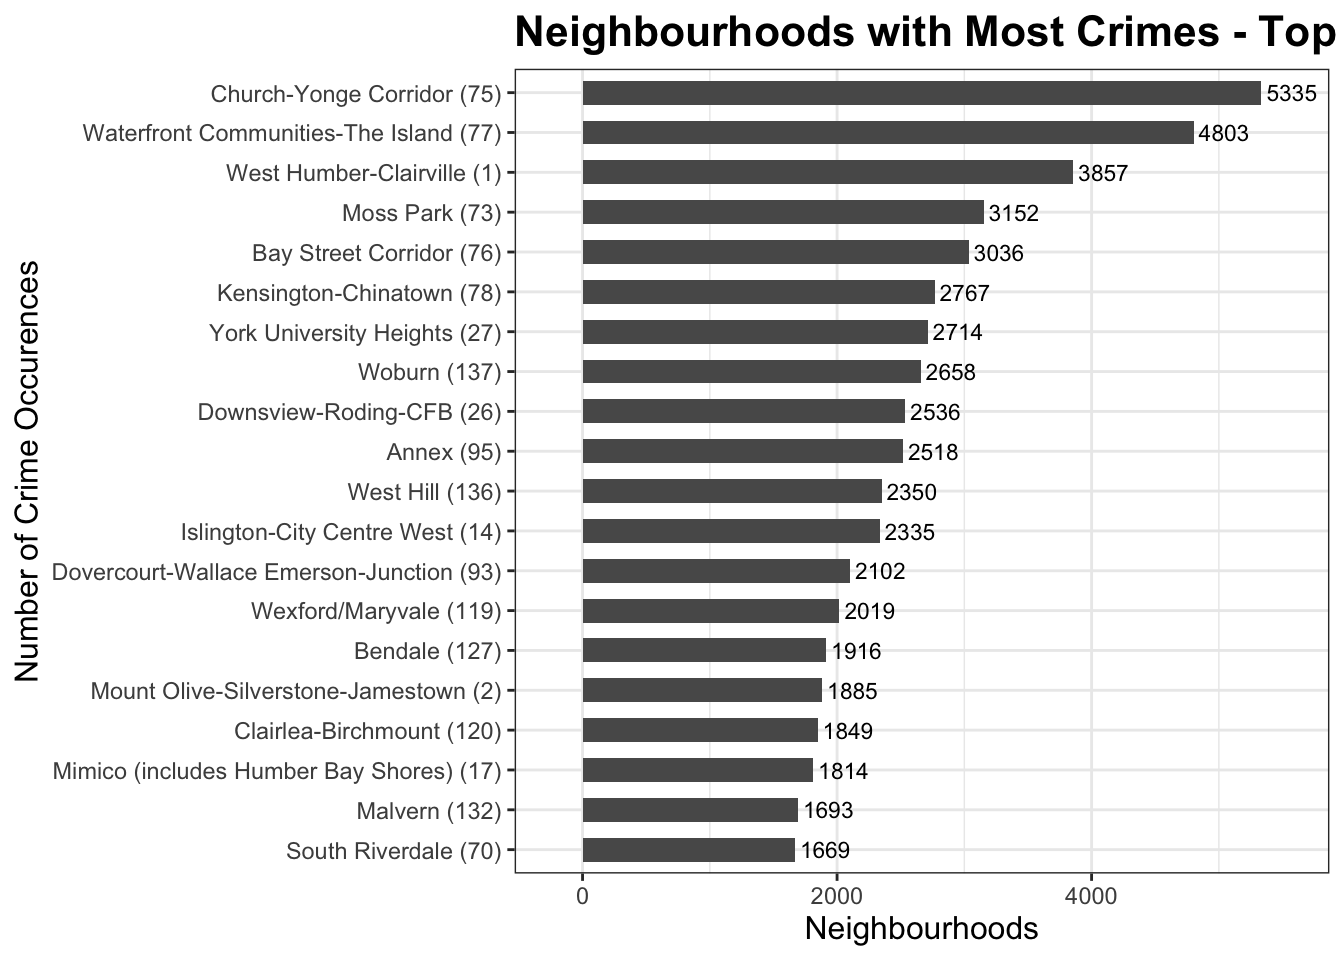 Neighbourhoods with Most Crimes - Top
Number of Crime Occurences
Church-Yonge Corridor (75) 5335
Waterfront Communities-The Island (77) 4803
West Humber-Clairville (1) 3857
Moss Park (73) 3152
Bay Street Corridor (76) 3036
Kensington-Chinatown (78) 2767
York University Heights (27) 2714
Woburn (137) 2658
Downsview-Roding-CFB (26) 2536
Annex (95) 2518
West Hill (136) 2350
Islington-City Centre West (14) 2335
Dovercourt-Wallace Emerson-Junction (93) 2102
Wexford/Maryvale (119) 2019
Bendale (127) 1916
Mount Olive-Silverstone-Jamestown (2) 1885
Clairlea-Birchmount (120) 1849
Mimico (includes Humber Bay Shores) (17) 1814
Malvern (132) 1693
South Riverdale (70) 1669
0 2000 4000
Neighbourhoods